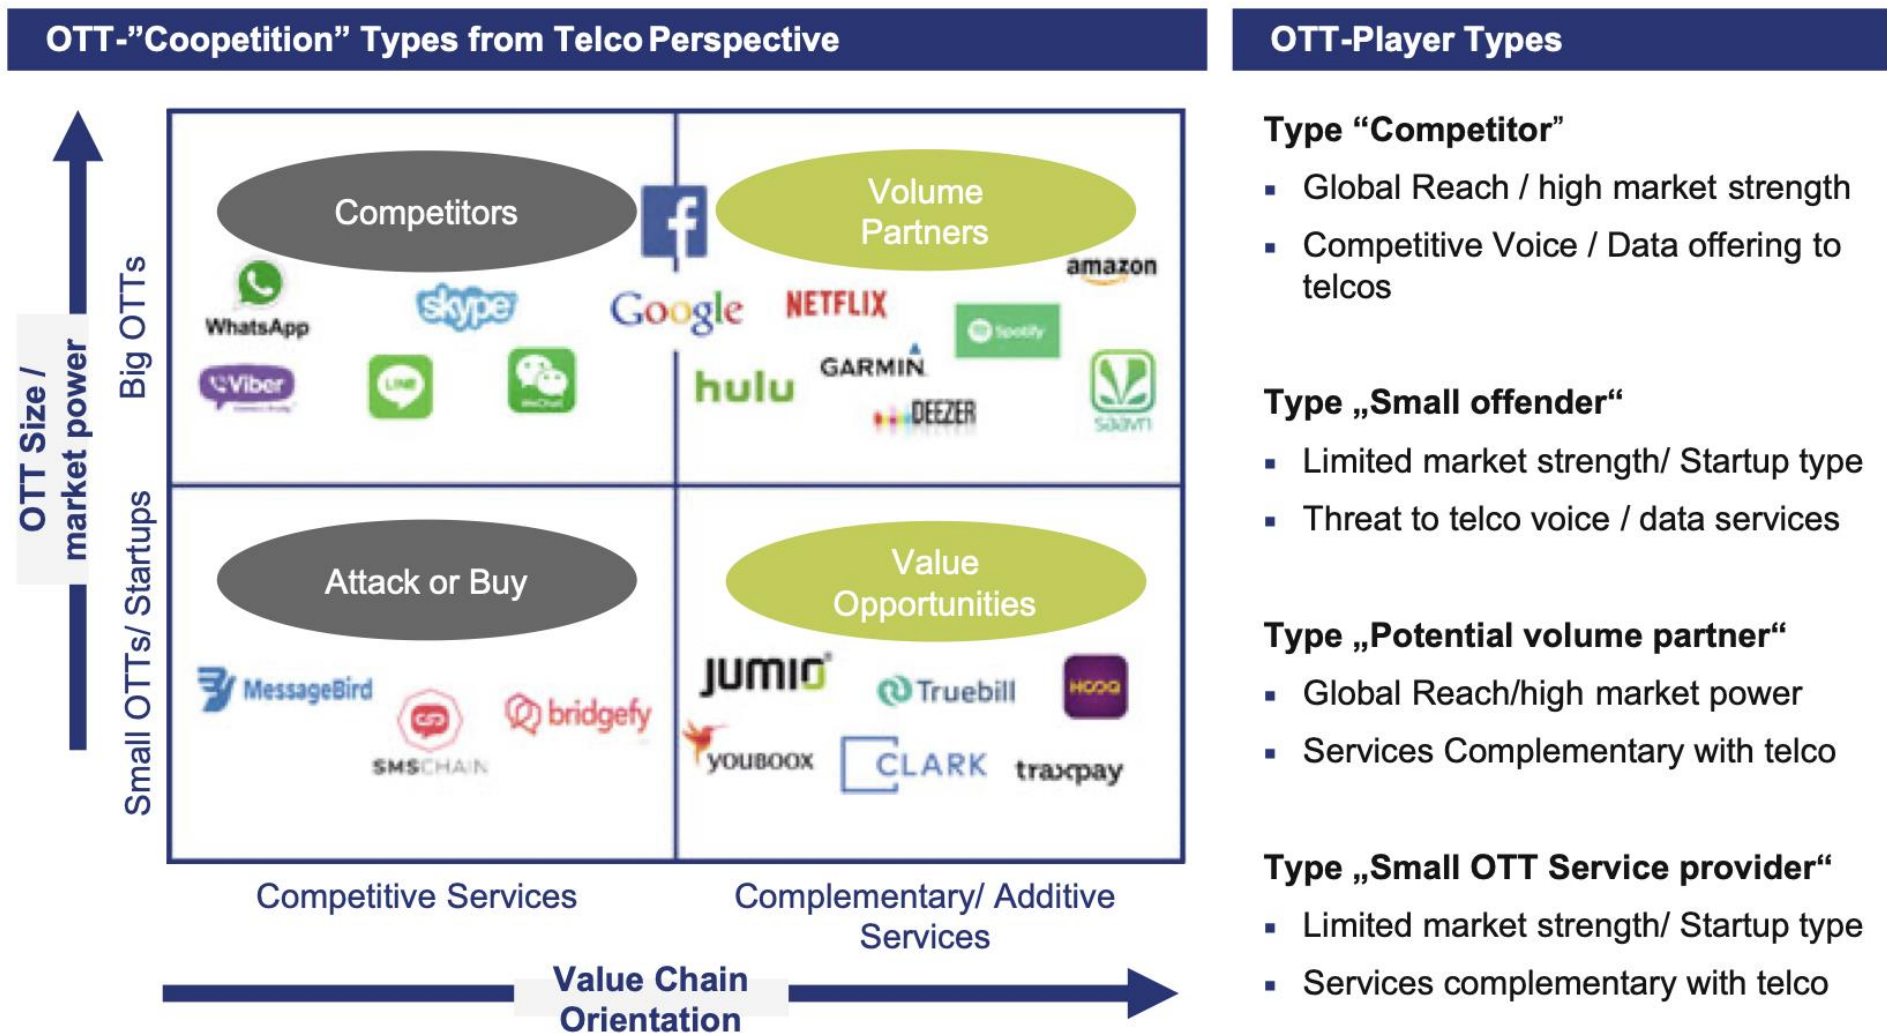 OTT-”Coopetition” Types from Telco Perspective
OTT-Player Types
OTT Size /
market power
Big OTTs
Small OTTs/ Startups
Competitors
Volume
Partners
f
amazon
WhatsApp
skype
Google
NETFLIX
Spotify
Viber
LINE
WeChat
hulu
GARMIN
DEEZER
saavn
Attack or Buy
Value
Opportunities
MessageBird
SMSCHAIN
bridgefy
Jumio
Truebill
HOOQ
YOUBOOX
CLARK
traxpay
Competitive Services
Complementary/ Additive
Services
Value Chain
Orientation
Type “Competitor”
▪ Global Reach / high market strength
▪ Competitive Voice / Data offering to
telcos
Type „Small offender“
▪ Limited market strength/ Startup type
▪ Threat to telco voice / data services
Type „Potential volume partner“
▪ Global Reach/high market power
▪ Services Complementary with telco
Type „Small OTT Service provider“
▪ Limited market strength/ Startup type
▪ Services complementary with telco